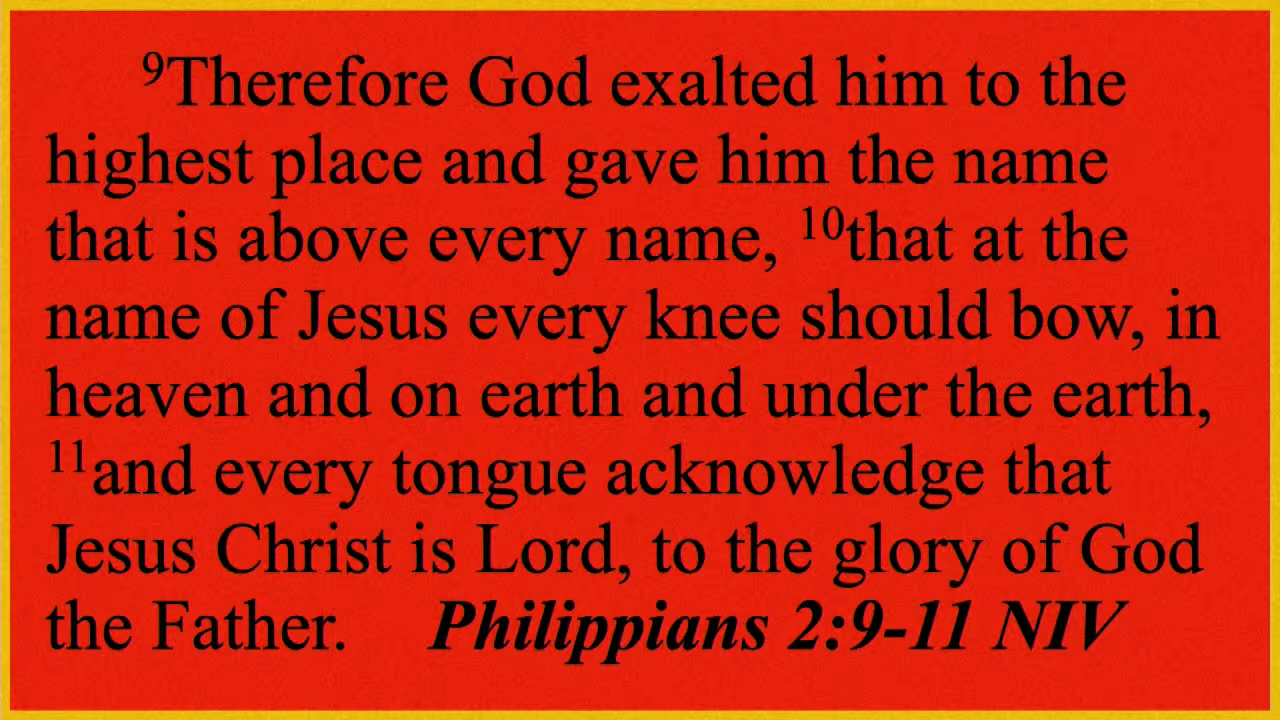 ⁹Therefore God exalted him to the
highest place and gave him the name
that is above every name, ¹⁰that at the
name of Jesus every knee should bow, in
heaven and on earth and under the earth,
¹¹and every tongue acknowledge that
Jesus Christ is Lord, to the glory of God
the Father. Philippians 2:9-11 NIV